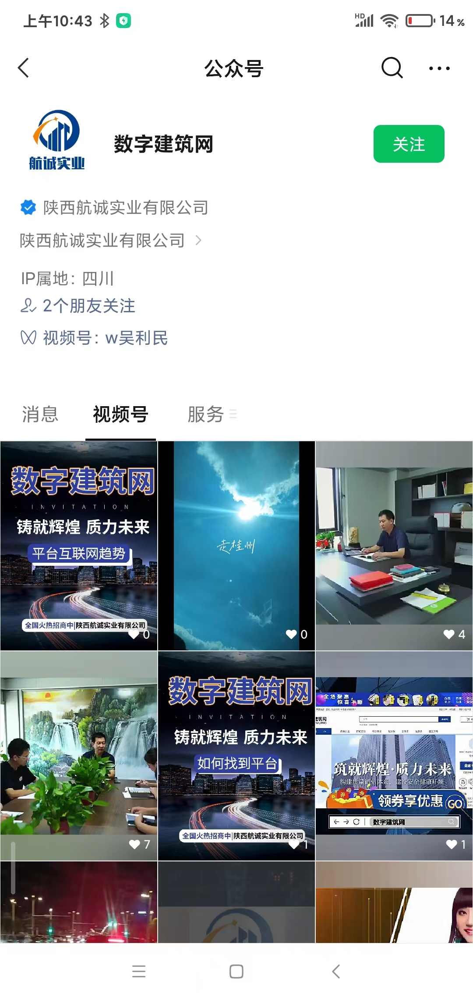 上午10:43
HD
14%
公众号
航诚实业
数字建筑网
关注
陕西航诚实业有限公司
陕西航诚实业有限公司
IP属地：四川
2个朋友关注
视频号：w吴利民
消息
视频号
服务
数字建筑网
INVITATION
铸就辉煌 质力未来
平台互联网趋势
全国火热招商中|陕西航诚实业有限公司
0
走桂州
0
4
7
数字建筑网
INVITATION
铸就辉煌 质力未来
如何找到平台
全国火热招商中|陕西航诚实业有限公司
1
全场聚惠
惊喜不断
建筑网
筑就辉煌·质力未来
构建质量诚信体系、建设安全健康环境
领券享优惠 GO
数字建筑网
1